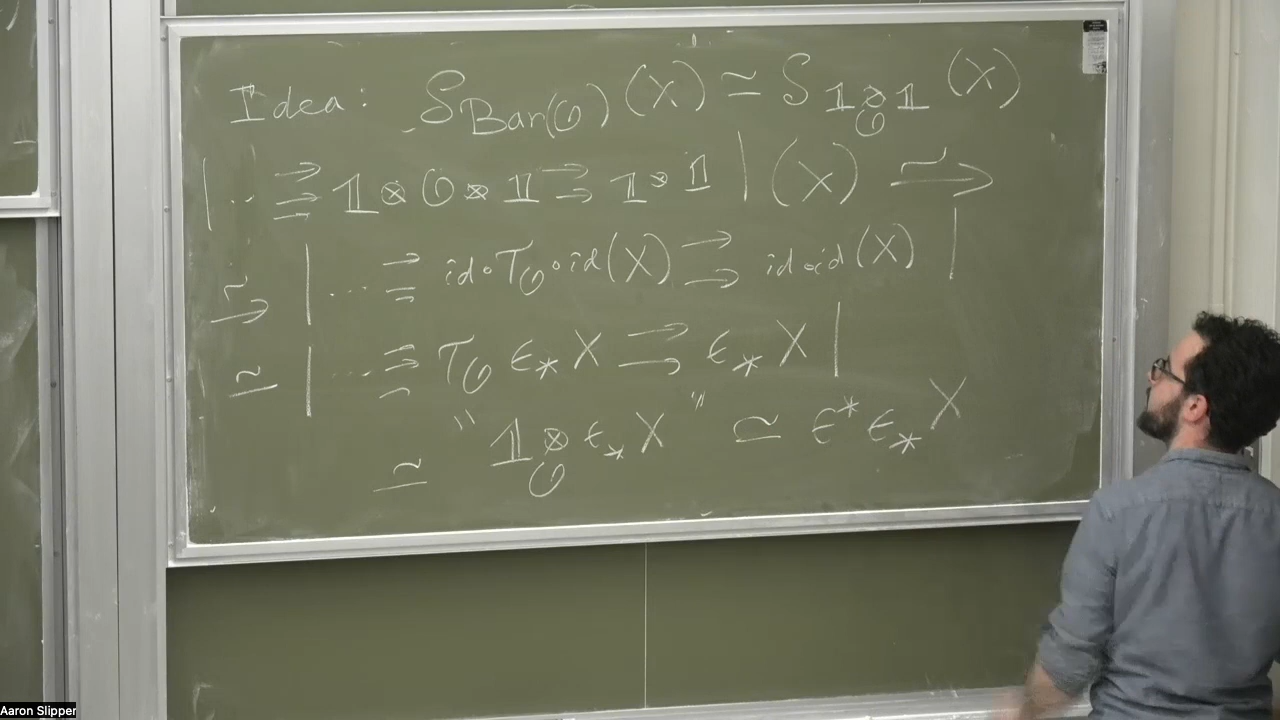 Idea: S_{Bar(O)}(X) ≃ S_{𝟙⊗_O 𝟙}(X)
|··· ⇉ 𝟙⊗O⊗𝟙 ⇉ 𝟙⊗𝟙|(X) ⥲
⥲ |··· ⇉ id∘T_O∘id(X) ⇉ id∘id(X)|
≃ |··· ⇉ T_O ϵ_*X ⇉ ϵ_*X|
≃ "𝟙⊗_O ϵ_*X" ≃ ϵ^*ϵ_*X
Aaron Slipper